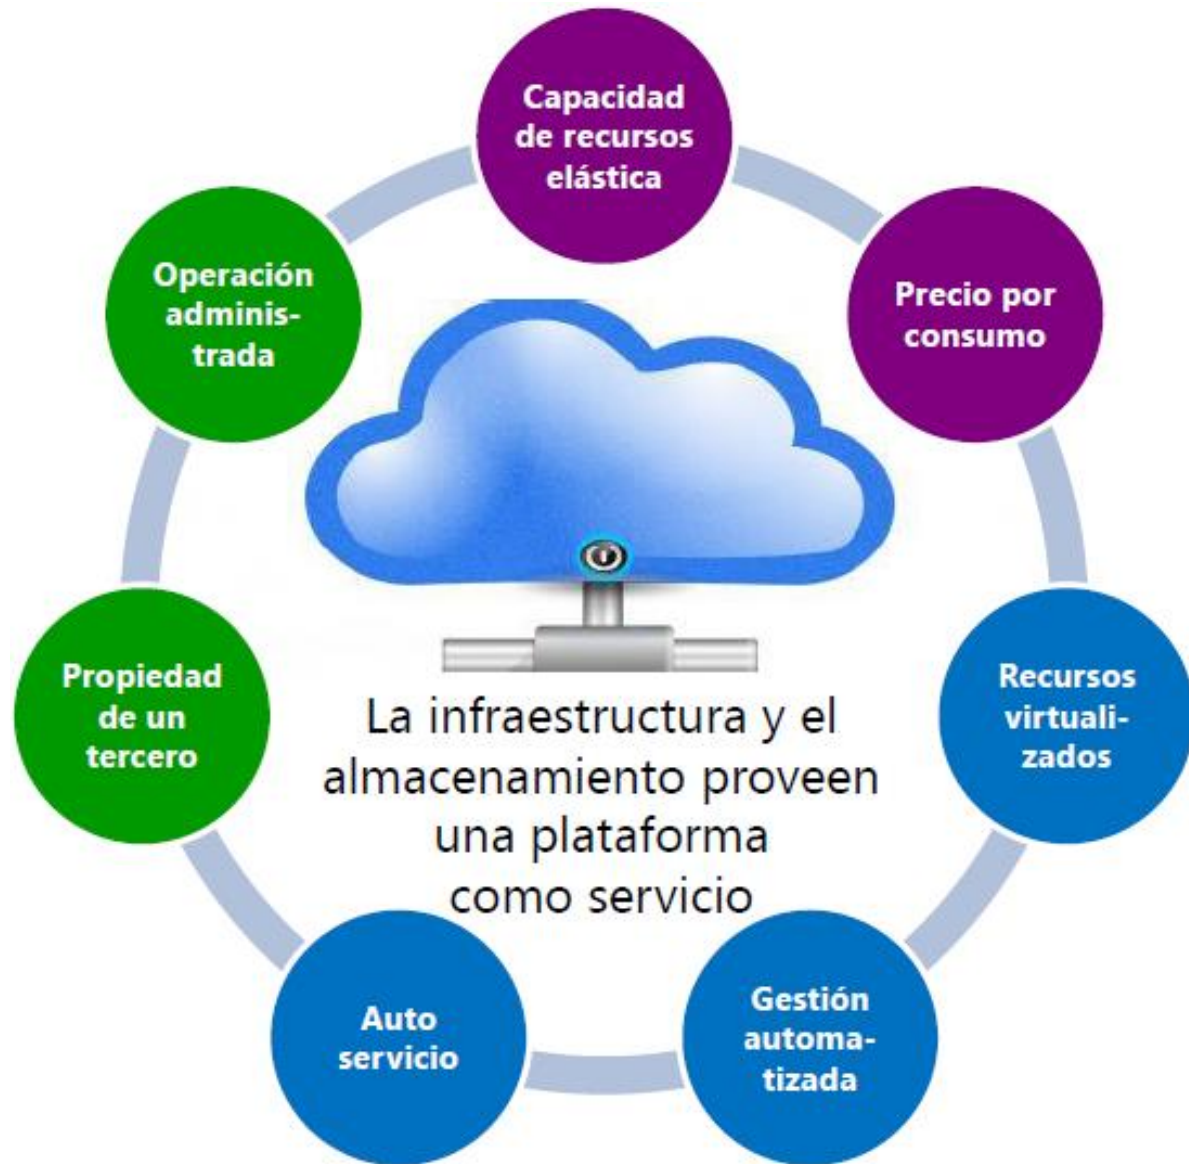 Capacidad
de recursos
elástica
Precio por
consumo
Recursos
virtuali-
zados
Gestión
automa-
tizada
Auto
servicio
Propiedad
de un
tercero
Operación
adminis-
trada
La infraestructura y el
almacenamiento proveen
una plataforma
como servicio